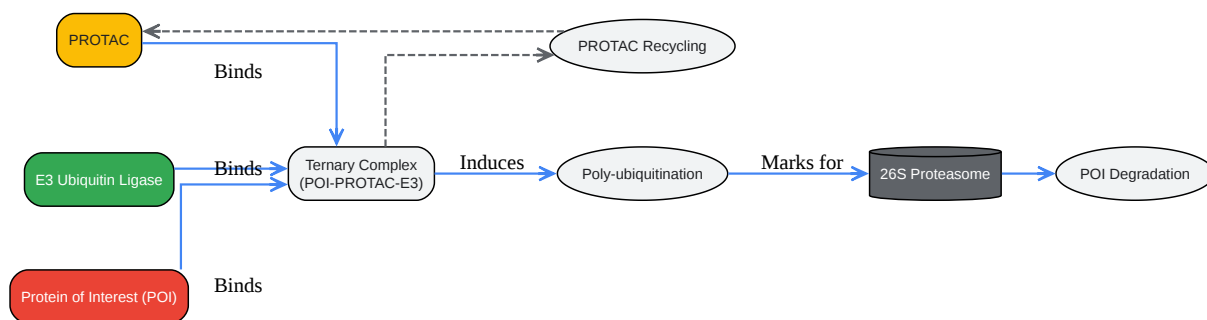 PROTAC
PROTAC Recycling
Binds
E3 Ubiquitin Ligase
Binds
Ternary Complex
(POI-PROTAC-E3)
Induces
Poly-ubiquitination
Marks for
26S Proteasome
POI Degradation
Protein of Interest (POI)
Binds